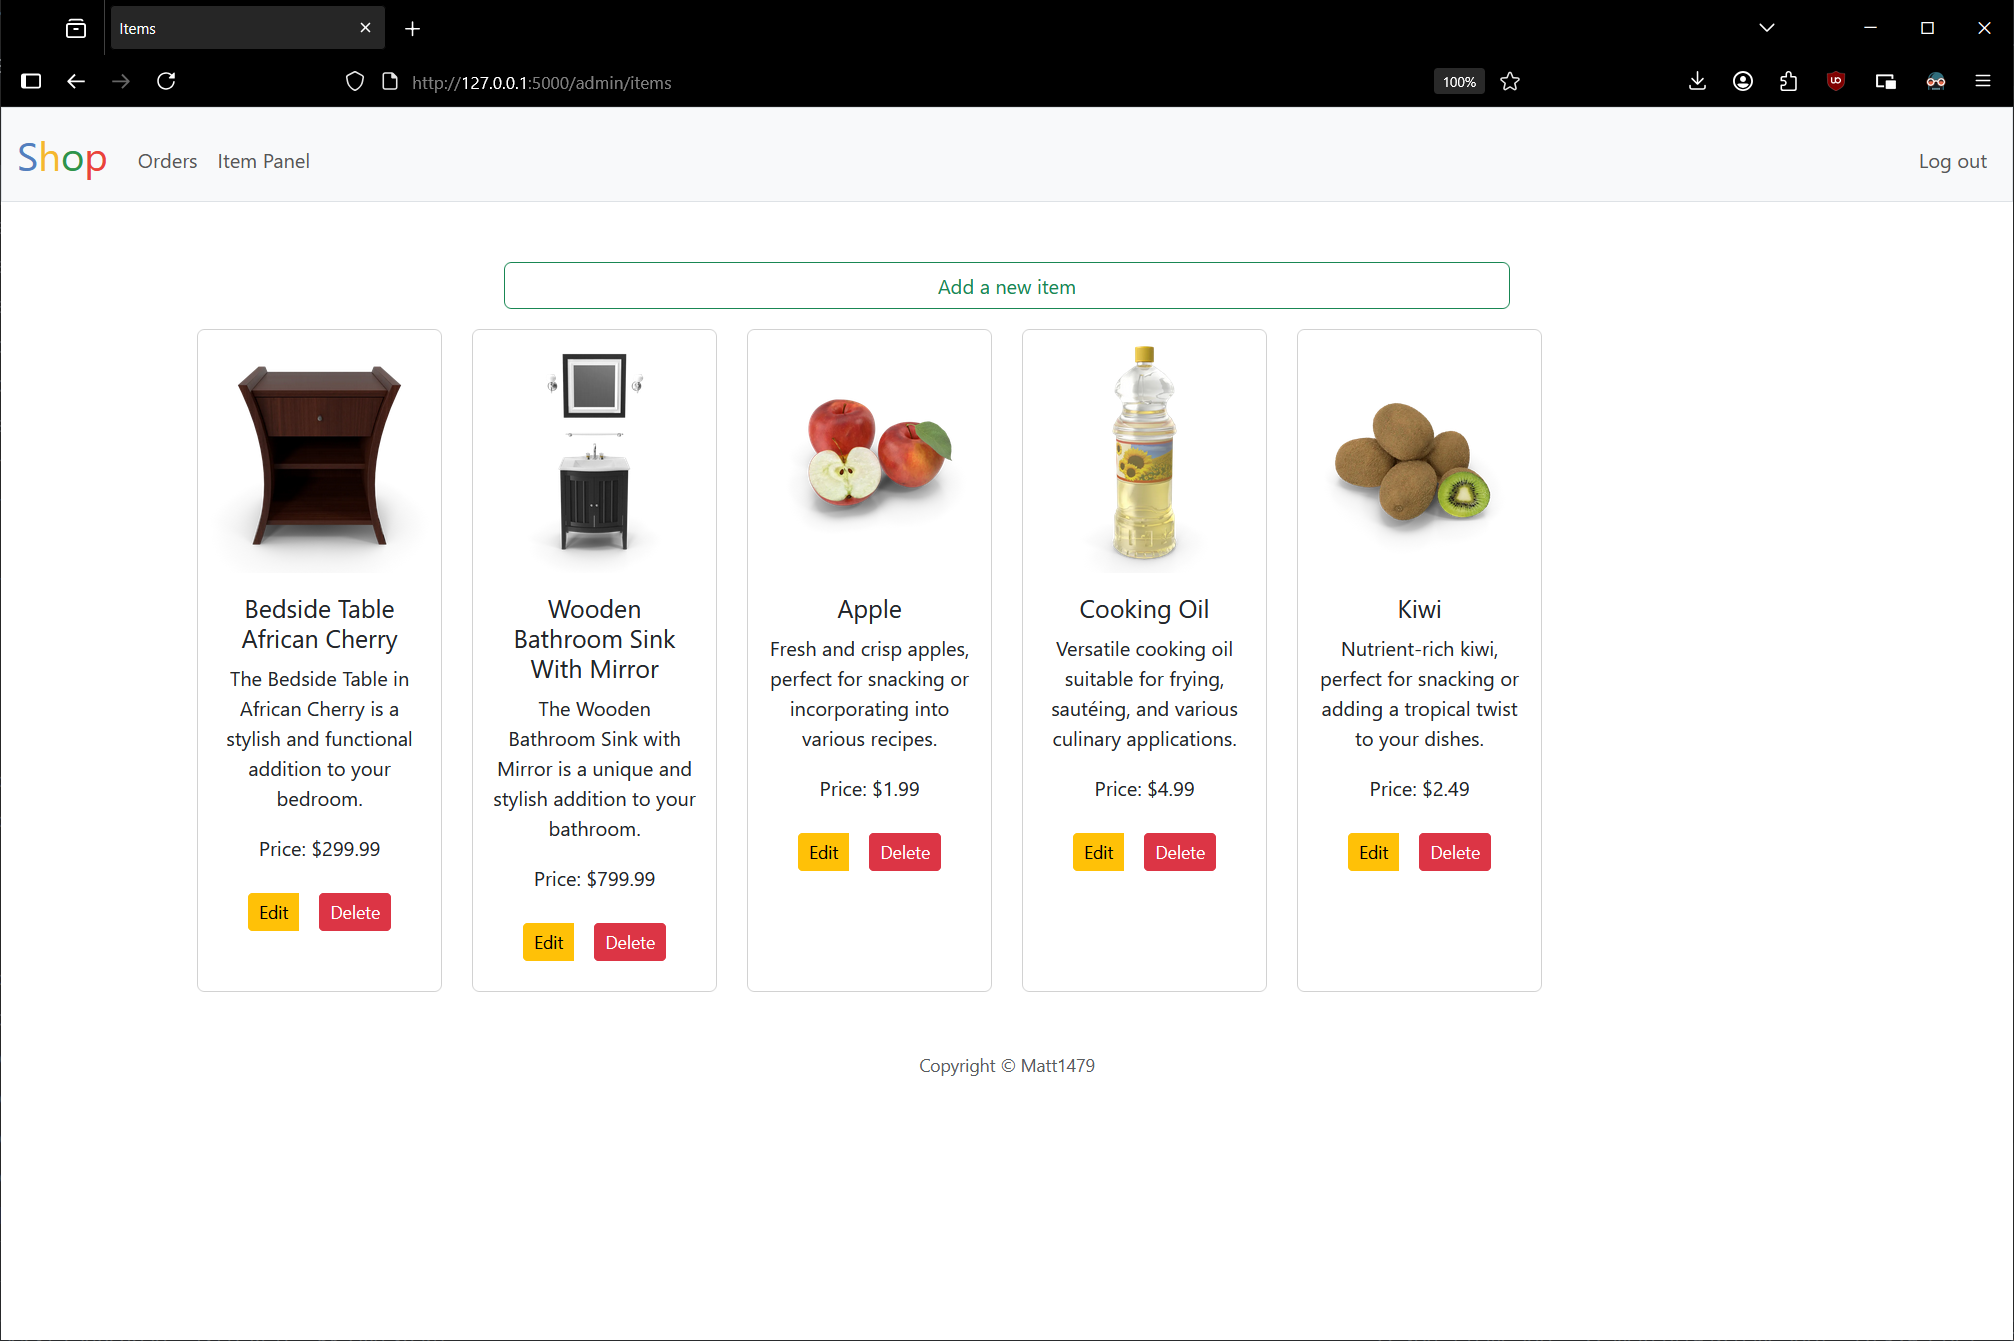 Items
http://127.0.0.1:5000/admin/items
100%
Shop
Orders
Item Panel
Log out
Add a new item
Bedside Table
African Cherry
The Bedside Table in
African Cherry is a
stylish and functional
addition to your
bedroom.
Price: $299.99
Edit
Delete
Wooden
Bathroom Sink
With Mirror
The Wooden
Bathroom Sink with
Mirror is a unique and
stylish addition to your
bathroom.
Price: $799.99
Edit
Delete
Apple
Fresh and crisp apples,
perfect for snacking or
incorporating into
various recipes.
Price: $1.99
Edit
Delete
Cooking Oil
Versatile cooking oil
suitable for frying,
sautéing, and various
culinary applications.
Price: $4.99
Edit
Delete
Kiwi
Nutrient-rich kiwi,
perfect for snacking or
adding a tropical twist
to your dishes.
Price: $2.49
Edit
Delete
Copyright © Matt1479